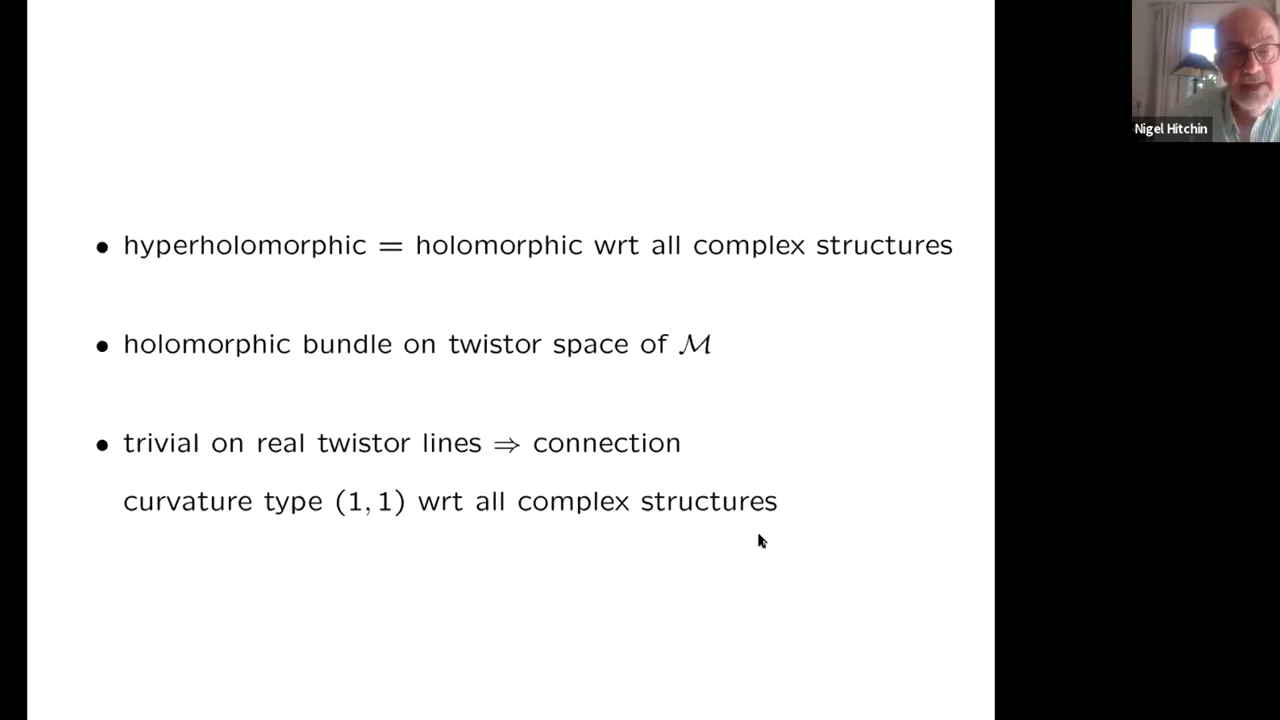 Nigel Hitchin
• hyperholomorphic = holomorphic wrt all complex structures
• holomorphic bundle on twistor space of ℳ
• trivial on real twistor lines ⇒ connection
curvature type (1, 1) wrt all complex structures